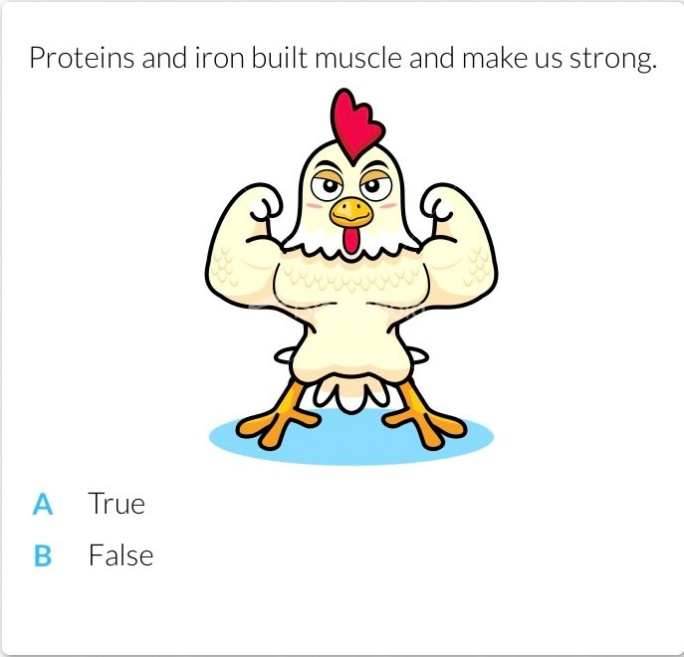 Proteins and iron built muscle and make us strong.
A True
B False